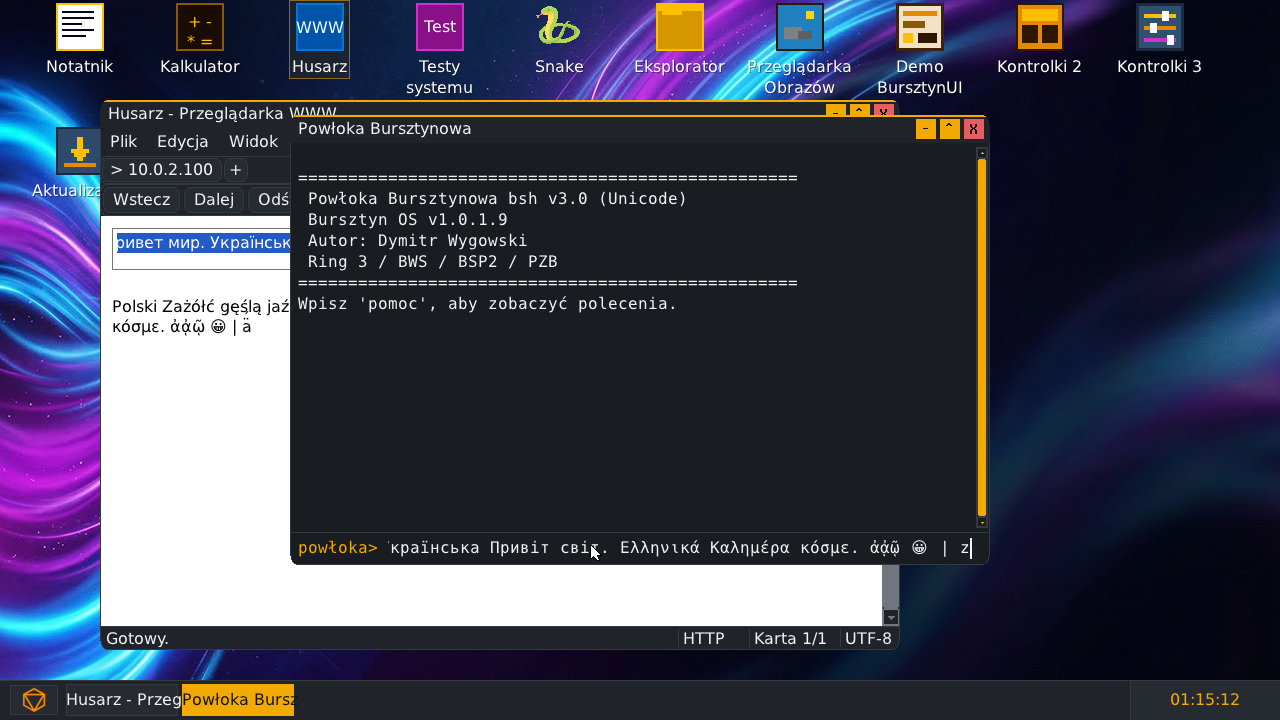 Notatnik
+ -
* =
Kalkulator
WWW
Husarz
Test
Testy
systemu
Snake
Eksplorator
Przeglądarka
Obrazów
Demo
BursztynUI
Kontrolki 2
Kontrolki 3
Aktualiza
Husarz - Przeglądarka WWW
Plik Edycja Widok
> 10.0.2.100 +
Wstecz Dalej Odś
ривет мир. Українськ
Polski Zażółć gęślą jaź
κόσμε. ἀᾀῷ 😀 | ä
Gotowy. HTTP Karta 1/1 UTF-8
Powłoka Bursztynowa - ^ X
==================================================
Powłoka Bursztynowa bsh v3.0 (Unicode)
Bursztyn OS v1.0.1.9
Autor: Dymitr Wygowski
Ring 3 / BWS / BSP2 / PZB
==================================================
Wpisz 'pomoc', aby zobaczyć polecenia.
powłoka> країнська Привіт світ. Ελληνικά Καλημέρα κόσμε. ἀᾀῷ 😀 | z
Husarz - Przeg
Powłoka Bursz
01:15:12